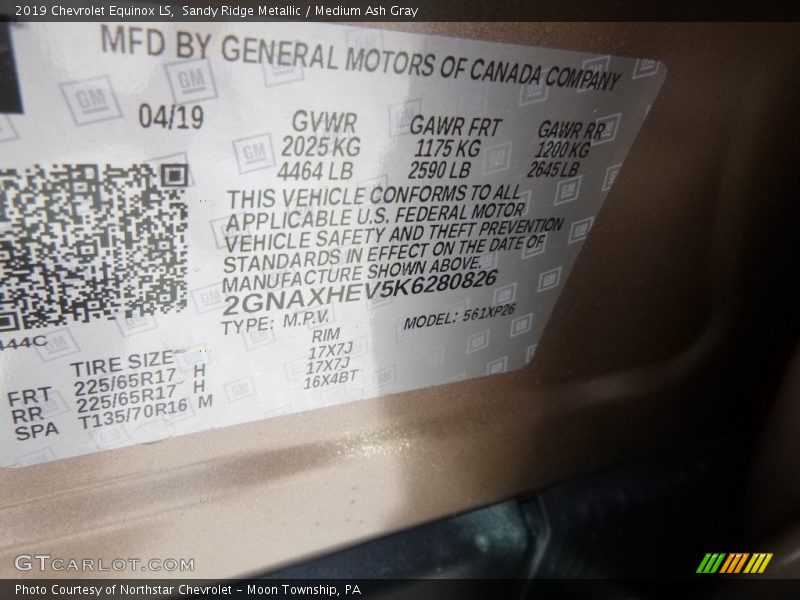 2019 Chevrolet Equinox LS, Sandy Ridge Metallic / Medium Ash Gray
MFD BY GENERAL MOTORS OF CANADA COMPANY
04/19
GVWR GAWR FRT GAWR RR
2025 KG 1175 KG 1200 KG
4464 LB 2590 LB 2645 LB
THIS VEHICLE CONFORMS TO ALL
APPLICABLE U.S. FEDERAL MOTOR
VEHICLE SAFETY AND THEFT PREVENTION
STANDARDS IN EFFECT ON THE DATE OF
MANUFACTURE SHOWN ABOVE.
2GNAXHEV5K6280826
TYPE: M.P.V. MODEL: 561XP26
44C
TIRE SIZE RIM
FRT 225/65R17 H 17X7J
RR 225/65R17 H 17X7J
SPA T135/70R16 M 16X4BT
GTCARLOT.COM
Photo Courtesy of Northstar Chevrolet - Moon Township, PA